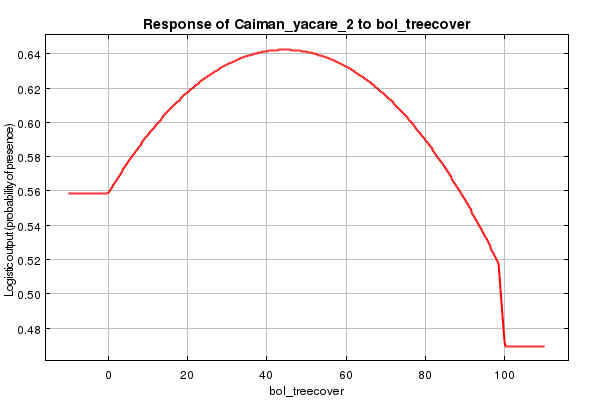 Response of Caiman_yacare_2 to bol_treecover
Logistic output (probability of presence)
0.64
0.62
0.60
0.58
0.56
0.54
0.52
0.50
0.48
0 20 40 60 80 100
bol_treecover